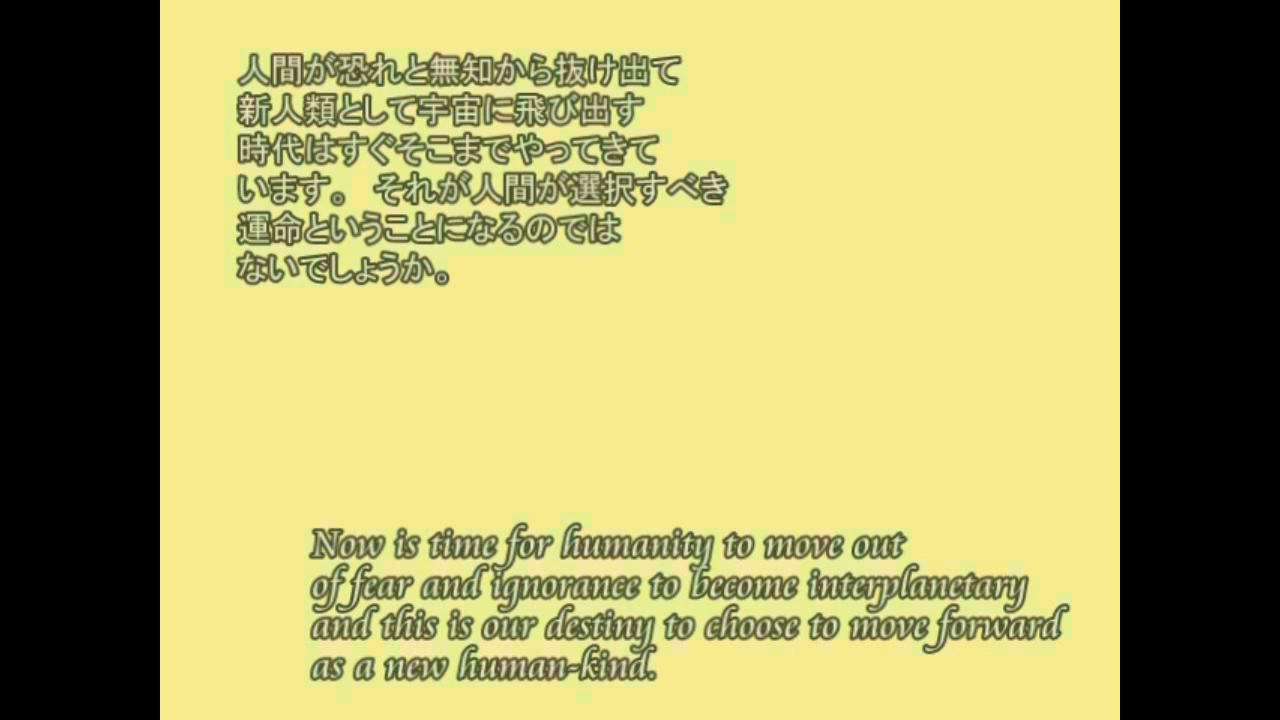 人間が恐れと無知から抜け出て
新人類として宇宙に飛び出す
時代はすぐそこまでやってきて
います。 それが人間が選択すべき
運命ということになるのでは
ないでしょうか。
Now is time for humanity to move out
of fear and ignorance to become interplanetary
and this is our destiny to choose to move forward
as a new human-kind.